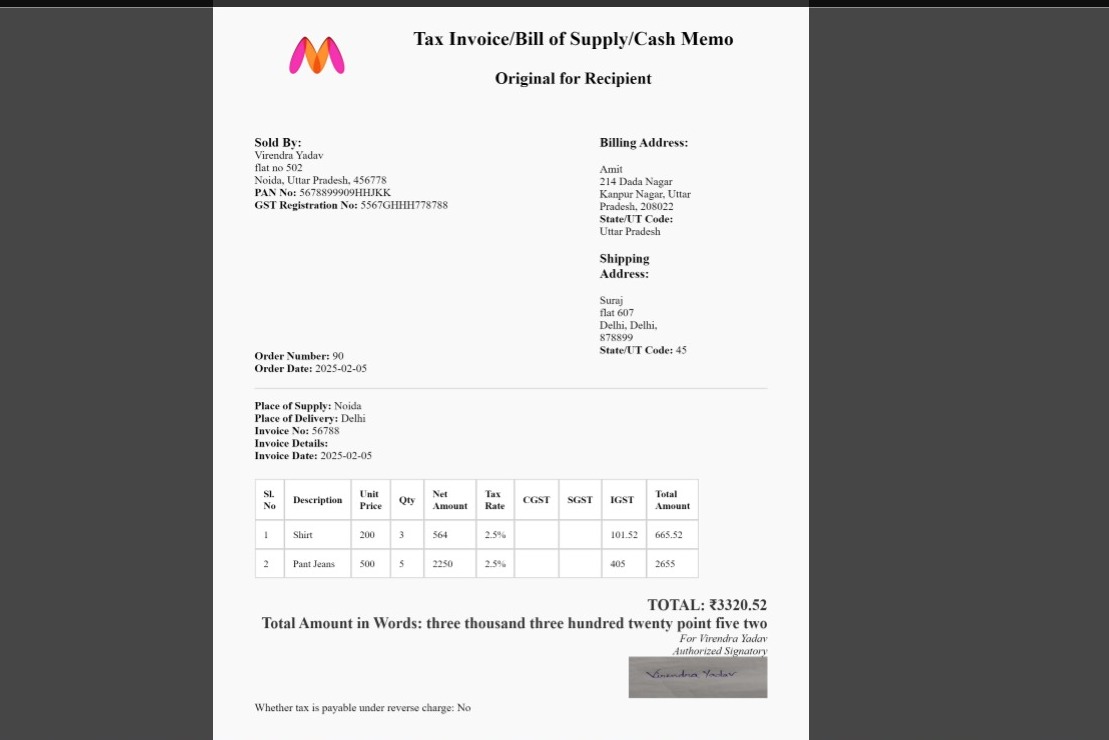 Tax Invoice/Bill of Supply/Cash Memo
Original for Recipient
Sold By:
Virendra Yadav
flat no 502
Noida, Uttar Pradesh, 456778
PAN No: 5678899909HHJKK
GST Registration No: 5567GHHH778788
Billing Address:
Amit
214 Dada Nagar
Kanpur Nagar, Uttar
Pradesh, 208022
State/UT Code:
Uttar Pradesh
Shipping
Address:
Suraj
flat 607
Delhi, Delhi,
878899
State/UT Code: 45
Order Number: 90
Order Date: 2025-02-05
Place of Supply: Noida
Place of Delivery: Delhi
Invoice No: 56788
Invoice Details:
Invoice Date: 2025-02-05
Sl. No Description Unit Price Qty Net Amount Tax Rate CGST SGST IGST Total Amount
1 Shirt 200 3 564 2.5% 101.52 665.52
2 Pant Jeans 500 5 2250 2.5% 405 2655
TOTAL: ₹3320.52
Total Amount in Words: three thousand three hundred twenty point five two
For Virendra Yadav
Authorized Signatory
Virendra Yadav
Whether tax is payable under reverse charge: No